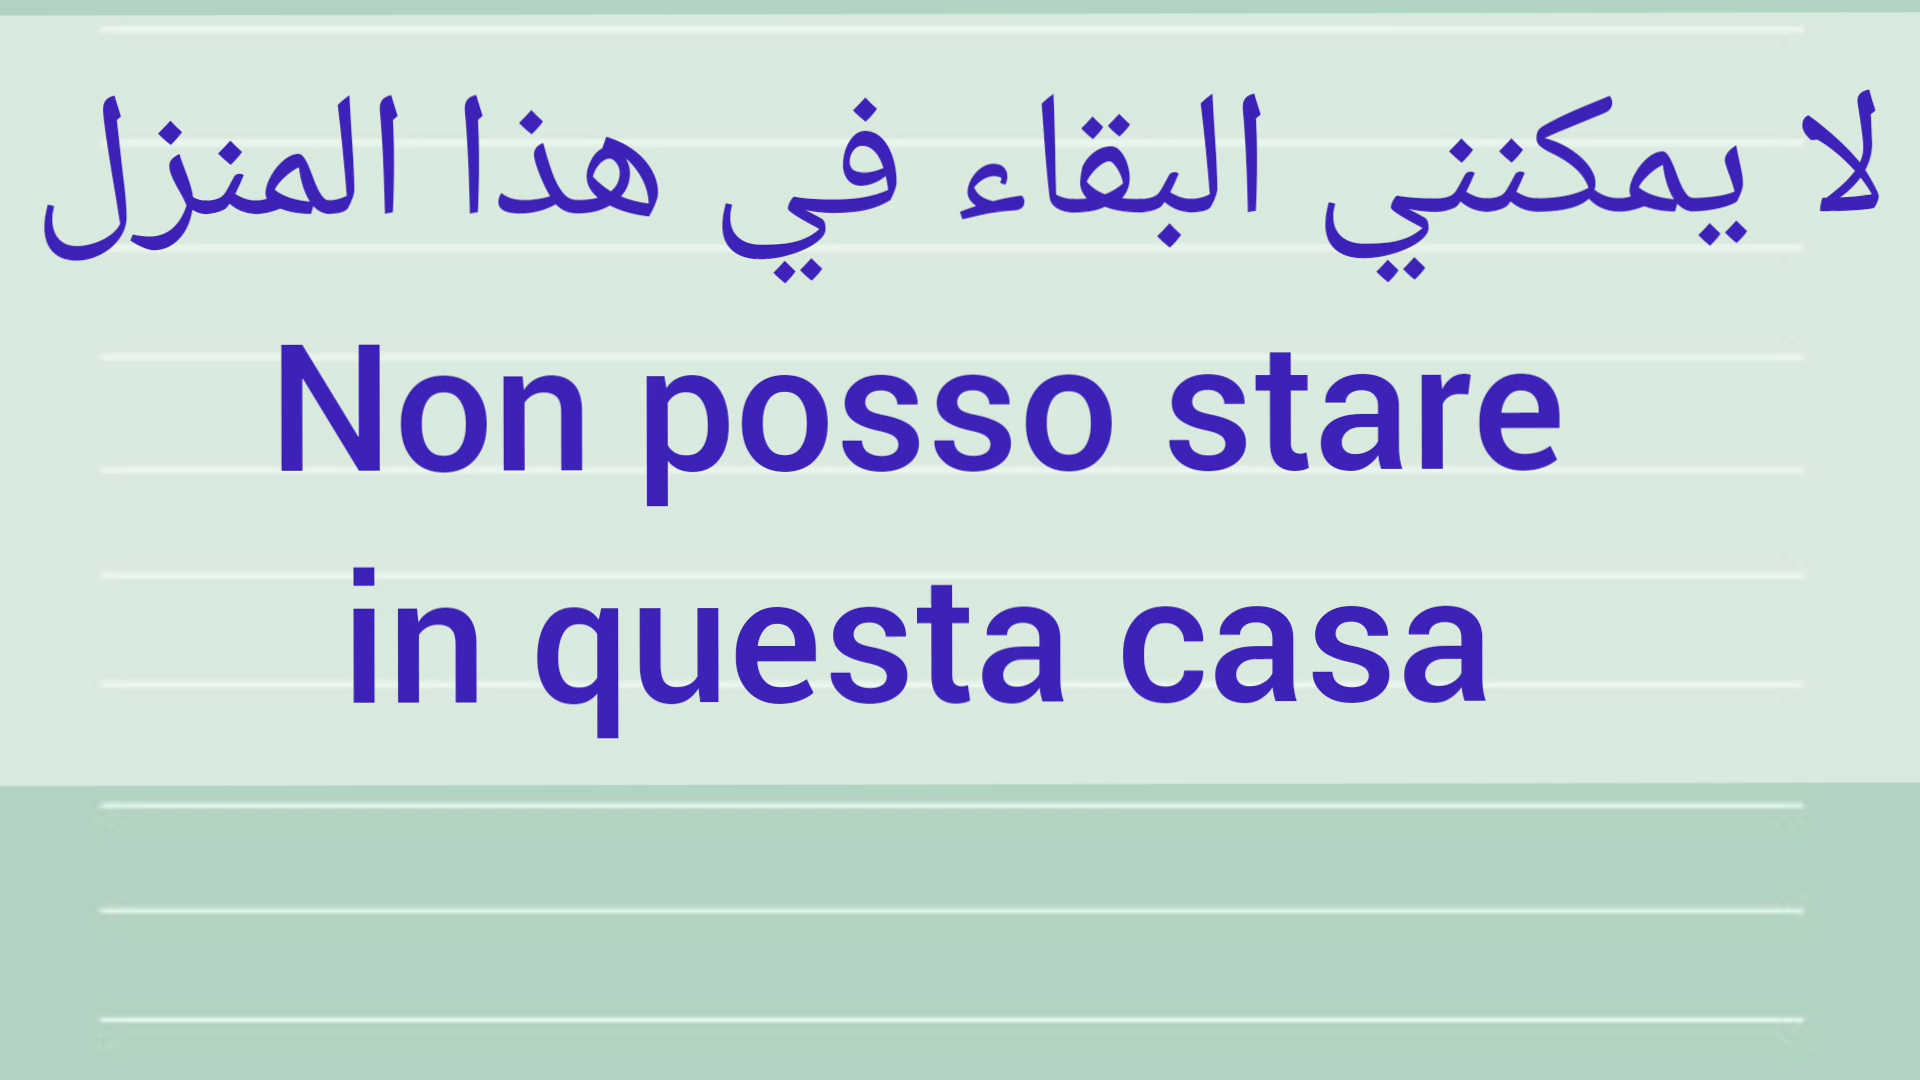 لا يمكنني البقاء في هذا المنزل
Non posso stare
in questa casa